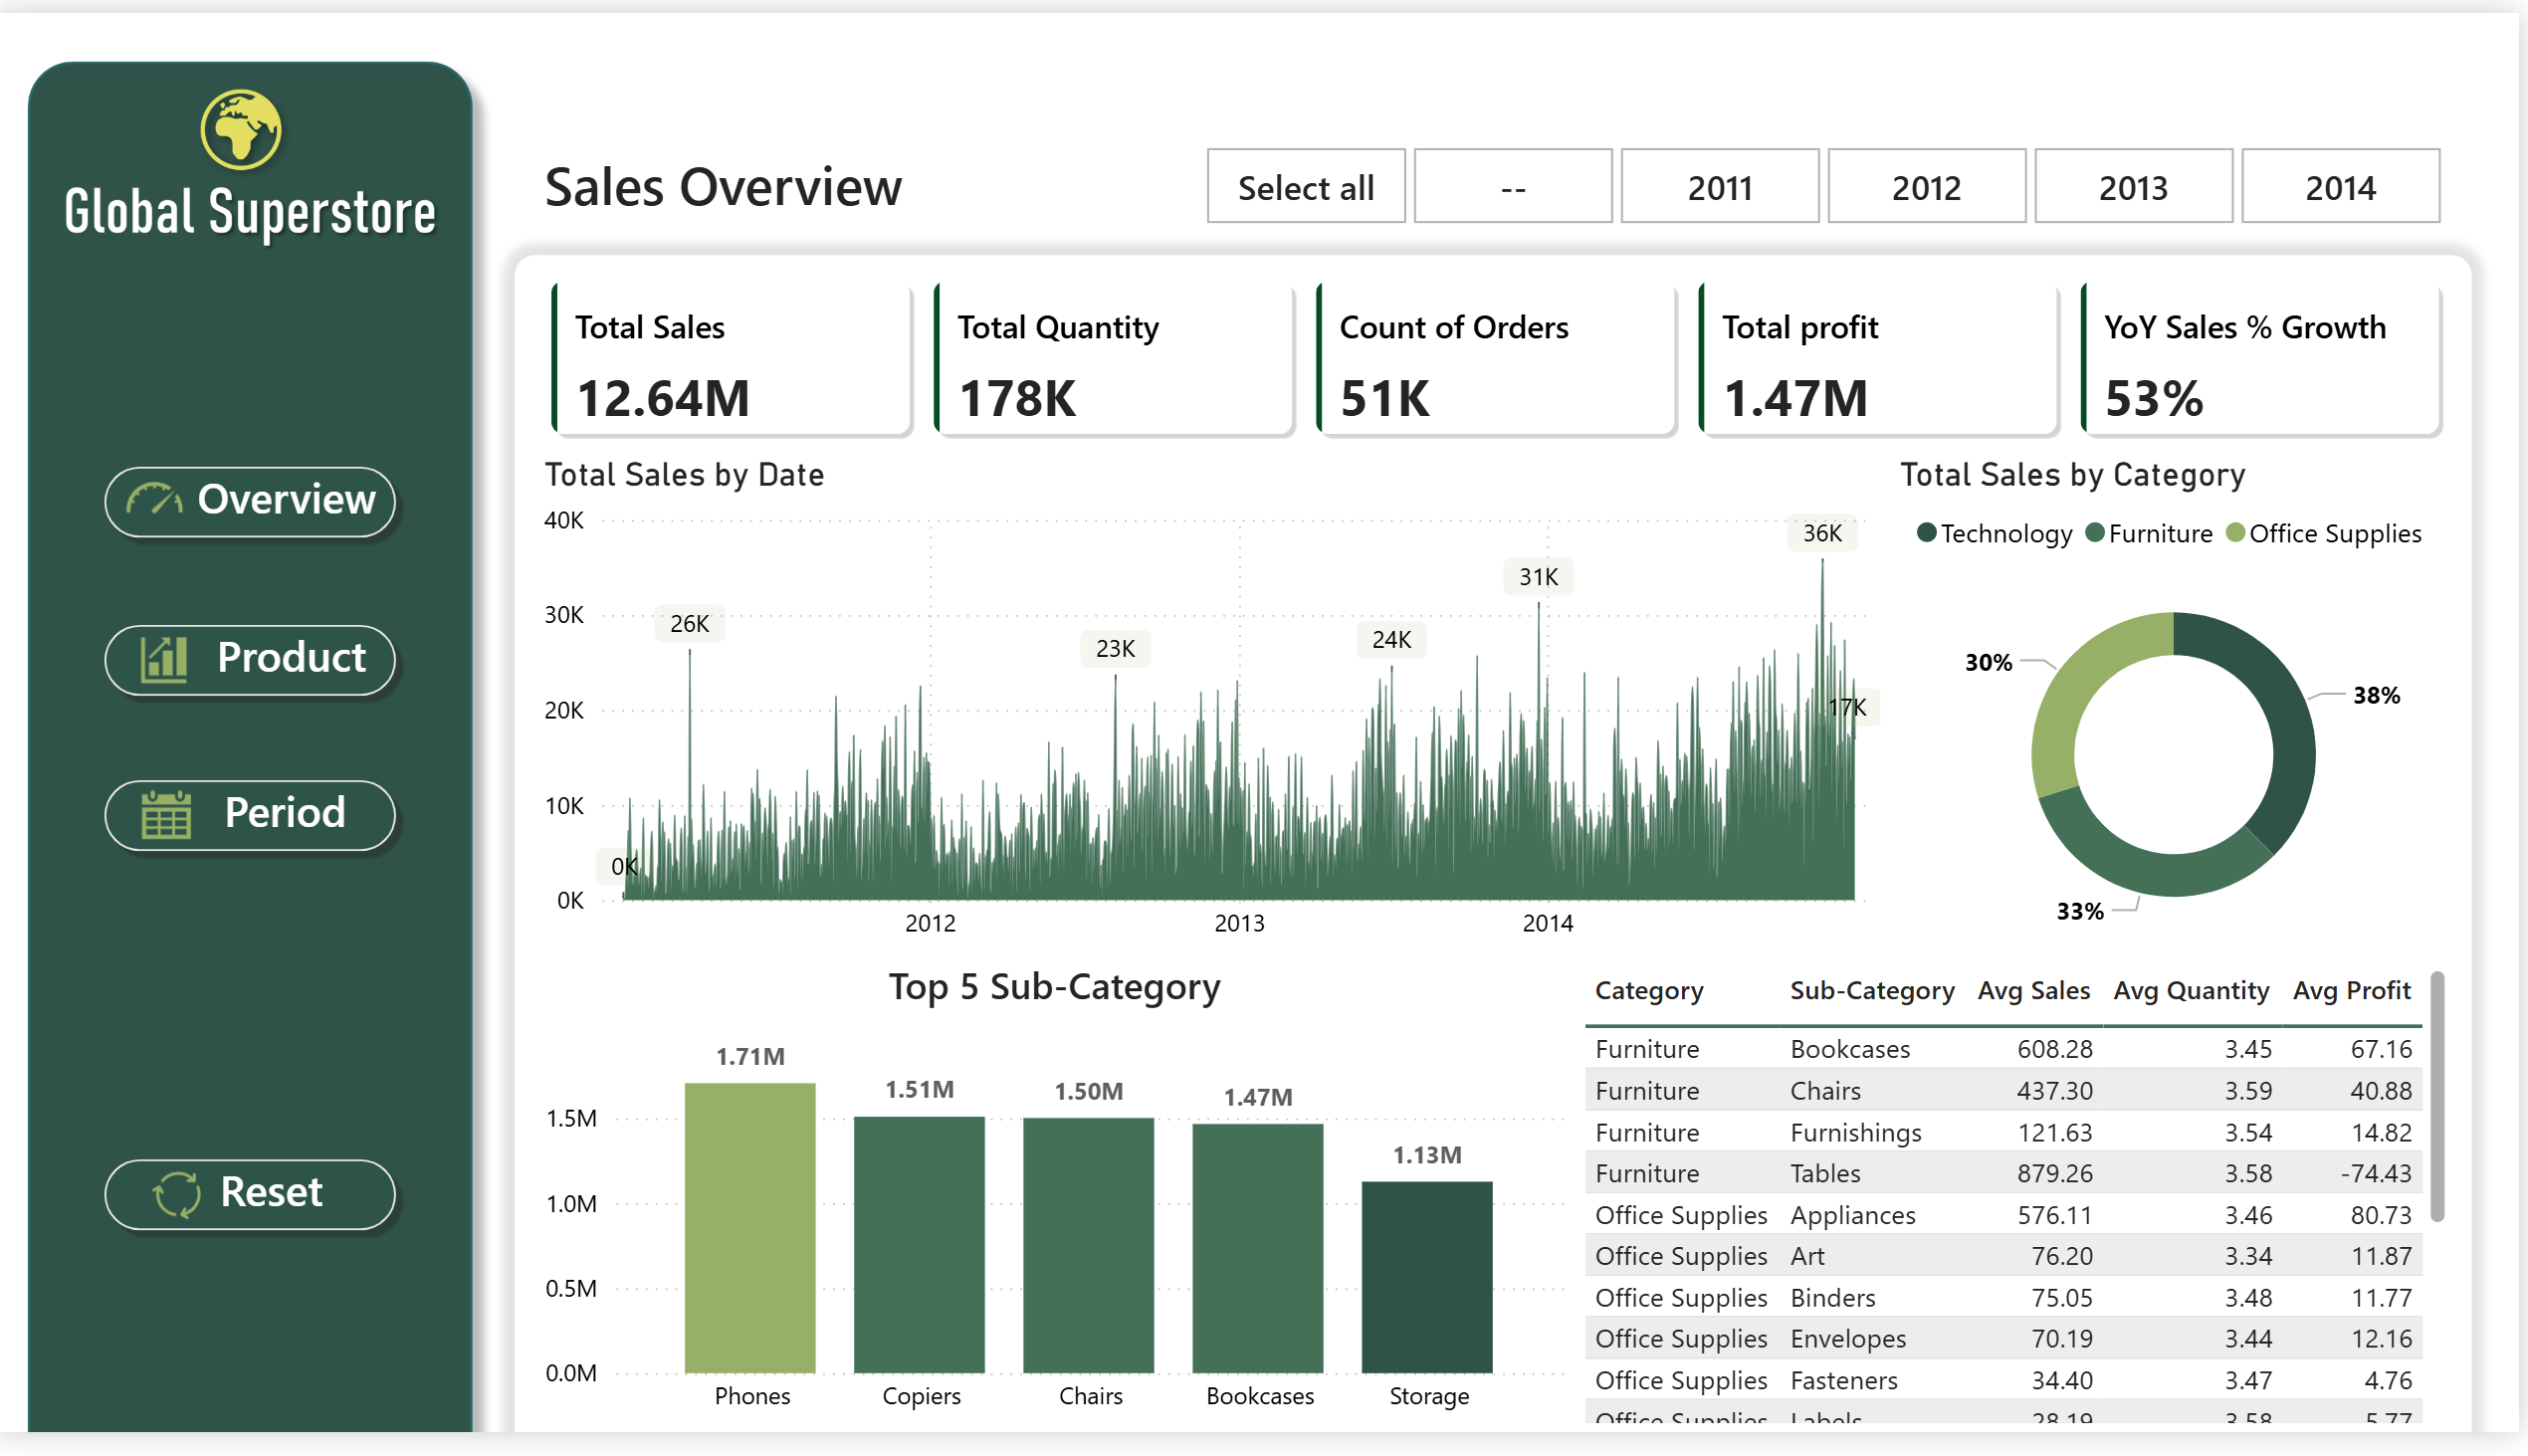 Global Superstore
Overview
Product
Period
Reset
Sales Overview
Select all
--
2011
2012
2013
2014
Total Sales
12.64M
Total Quantity
178K
Count of Orders
51K
Total profit
1.47M
YoY Sales % Growth
53%
Total Sales by Date
40K
30K
20K
10K
0K
0K
26K
23K
24K
31K
36K
17K
2012
2013
2014
Total Sales by Category
Technology Furniture Office Supplies
30%
38%
33%
Top 5 Sub-Category
1.5M
1.0M
0.5M
0.0M
1.71M
1.51M
1.50M
1.47M
1.13M
Phones
Copiers
Chairs
Bookcases
Storage
Category Sub-Category Avg Sales Avg Quantity Avg Profit
Furniture Bookcases 608.28 3.45 67.16
Furniture Chairs 437.30 3.59 40.88
Furniture Furnishings 121.63 3.54 14.82
Furniture Tables 879.26 3.58 -74.43
Office Supplies Appliances 576.11 3.46 80.73
Office Supplies Art 76.20 3.34 11.87
Office Supplies Binders 75.05 3.48 11.77
Office Supplies Envelopes 70.19 3.44 12.16
Office Supplies Fasteners 34.40 3.47 4.76
Office Supplies Labels 28.19 3.58 5.77